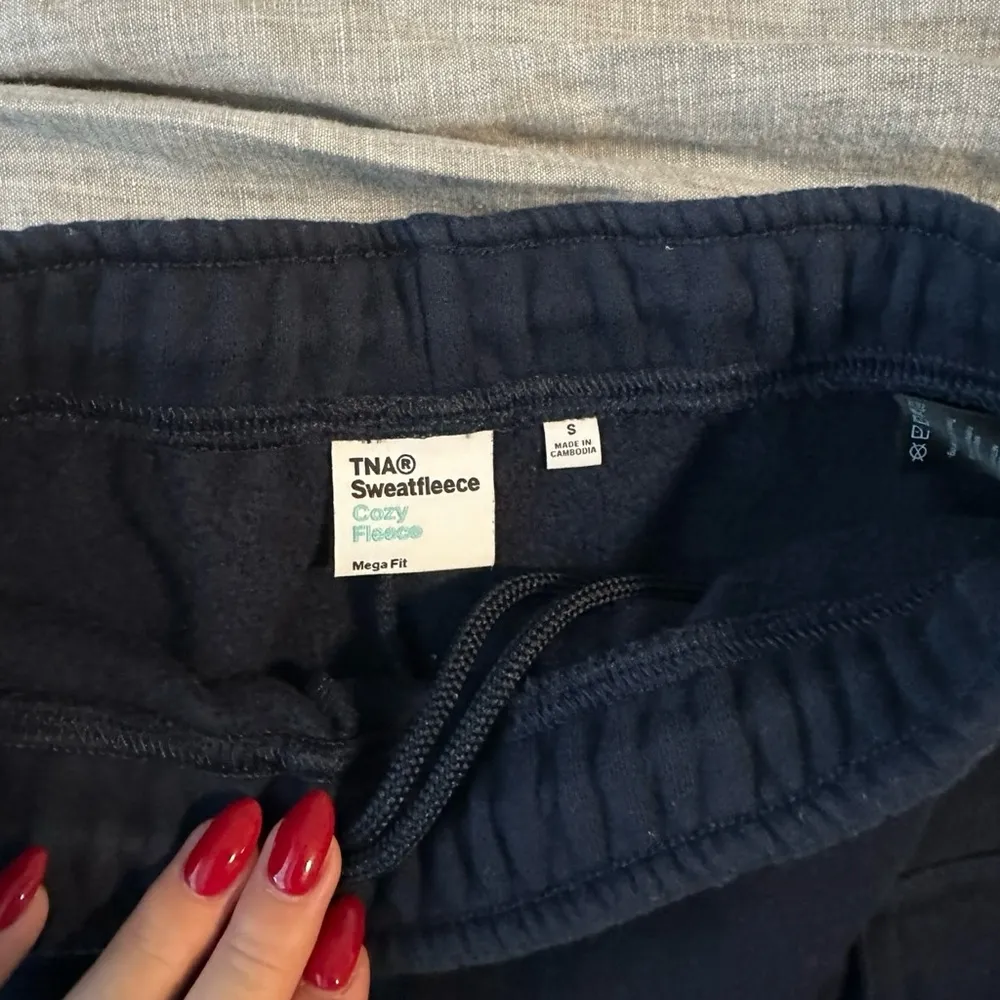 TNA®
Sweatfleece
Cozy
Fleece
Mega Fit
S
MADE IN
CAMBODIA